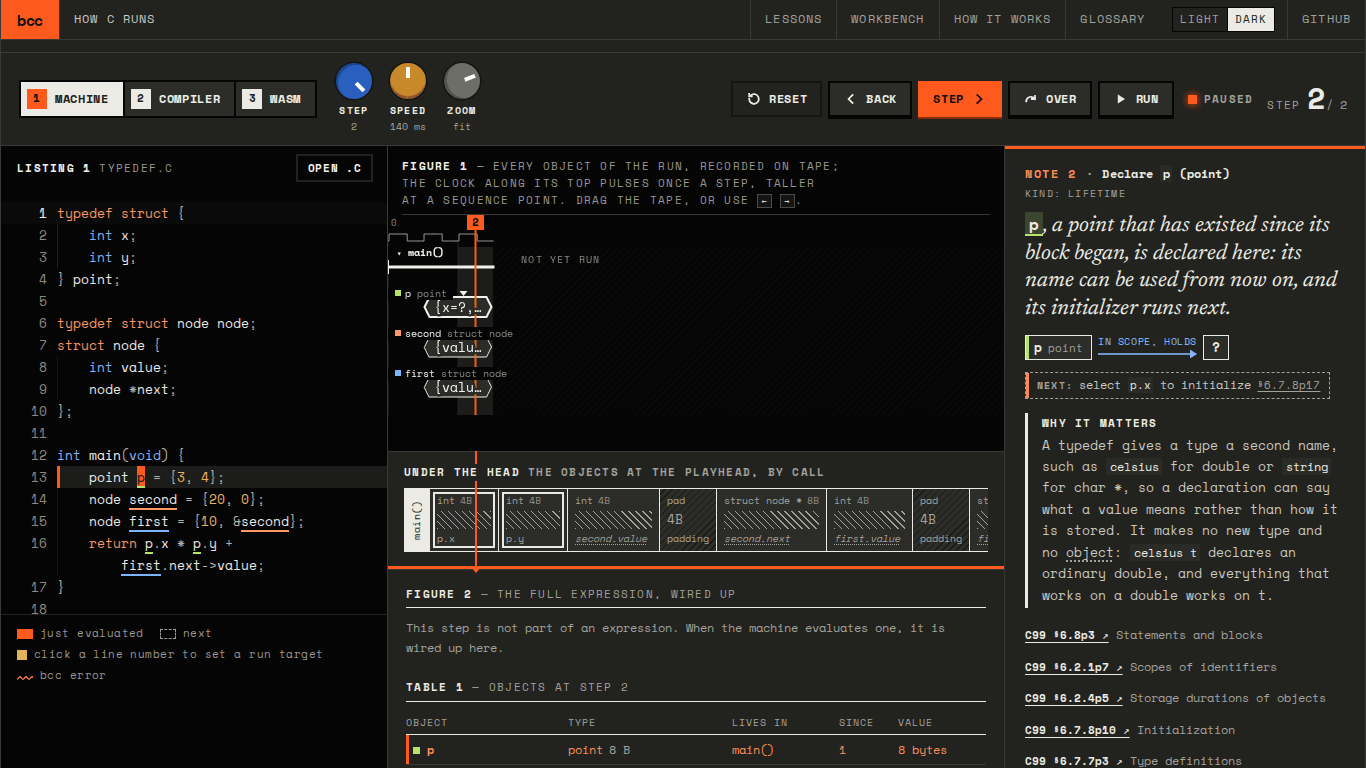 bcc HOW C RUNS LESSONS WORKBENCH HOW IT WORKS GLOSSARY LIGHT DARK GITHUB
1 MACHINE 2 COMPILER 3 WASM
STEP SPEED ZOOM
2 140 ms fit
RESET BACK STEP OVER RUN PAUSED STEP 2 / 2
LISTING 1 TYPEDEF.C OPEN .C
1 typedef struct {
2 int x;
3 int y;
4 } point;
5
6 typedef struct node node;
7 struct node {
8 int value;
9 node *next;
10 };
11
12 int main(void) {
13 point p = {3, 4};
14 node second = {20, 0};
15 node first = {10, &second};
16 return p.x * p.y +
first.next->value;
17 }
18
just evaluated next
click a line number to set a run target
bcc error
FIGURE 1 — EVERY OBJECT OF THE RUN, RECORDED ON TAPE;
THE CLOCK ALONG ITS TOP PULSES ONCE A STEP, TALLER
AT A SEQUENCE POINT. DRAG THE TAPE, OR USE ← →.
0 2
▾ main() NOT YET RUN
p point
{x=?,…
second struct node
{valu…
first struct node
{valu…
UNDER THE HEAD THE OBJECTS AT THE PLAYHEAD, BY CALL
main()
int 4B int 4B int 4B pad struct node * 8B int 4B pad st
4B 4B
p.x p.y second.value padding second.next first.value padding fi
FIGURE 2 — THE FULL EXPRESSION, WIRED UP
This step is not part of an expression. When the machine evaluates one, it is
wired up here.
TABLE 1 — OBJECTS AT STEP 2
OBJECT TYPE LIVES IN SINCE VALUE
p point 8 B main() 1 8 bytes
NOTE 2 · Declare p (point)
KIND: LIFETIME
p, a point that has existed since its
block began, is declared here: its
name can be used from now on, and
its initializer runs next.
p point IN SCOPE, HOLDS ?
NEXT: select p.x to initialize §6.7.8p17
WHY IT MATTERS
A typedef gives a type a second name,
such as celsius for double or string
for char *, so a declaration can say
what a value means rather than how it
is stored. It makes no new type and
no object: celsius t declares an
ordinary double, and everything that
works on a double works on t.
C99 §6.8p3 ↗ Statements and blocks
C99 §6.2.1p7 ↗ Scopes of identifiers
C99 §6.2.4p5 ↗ Storage durations of objects
C99 §6.7.8p10 ↗ Initialization
C99 §6.7.7p3 ↗ Type definitions